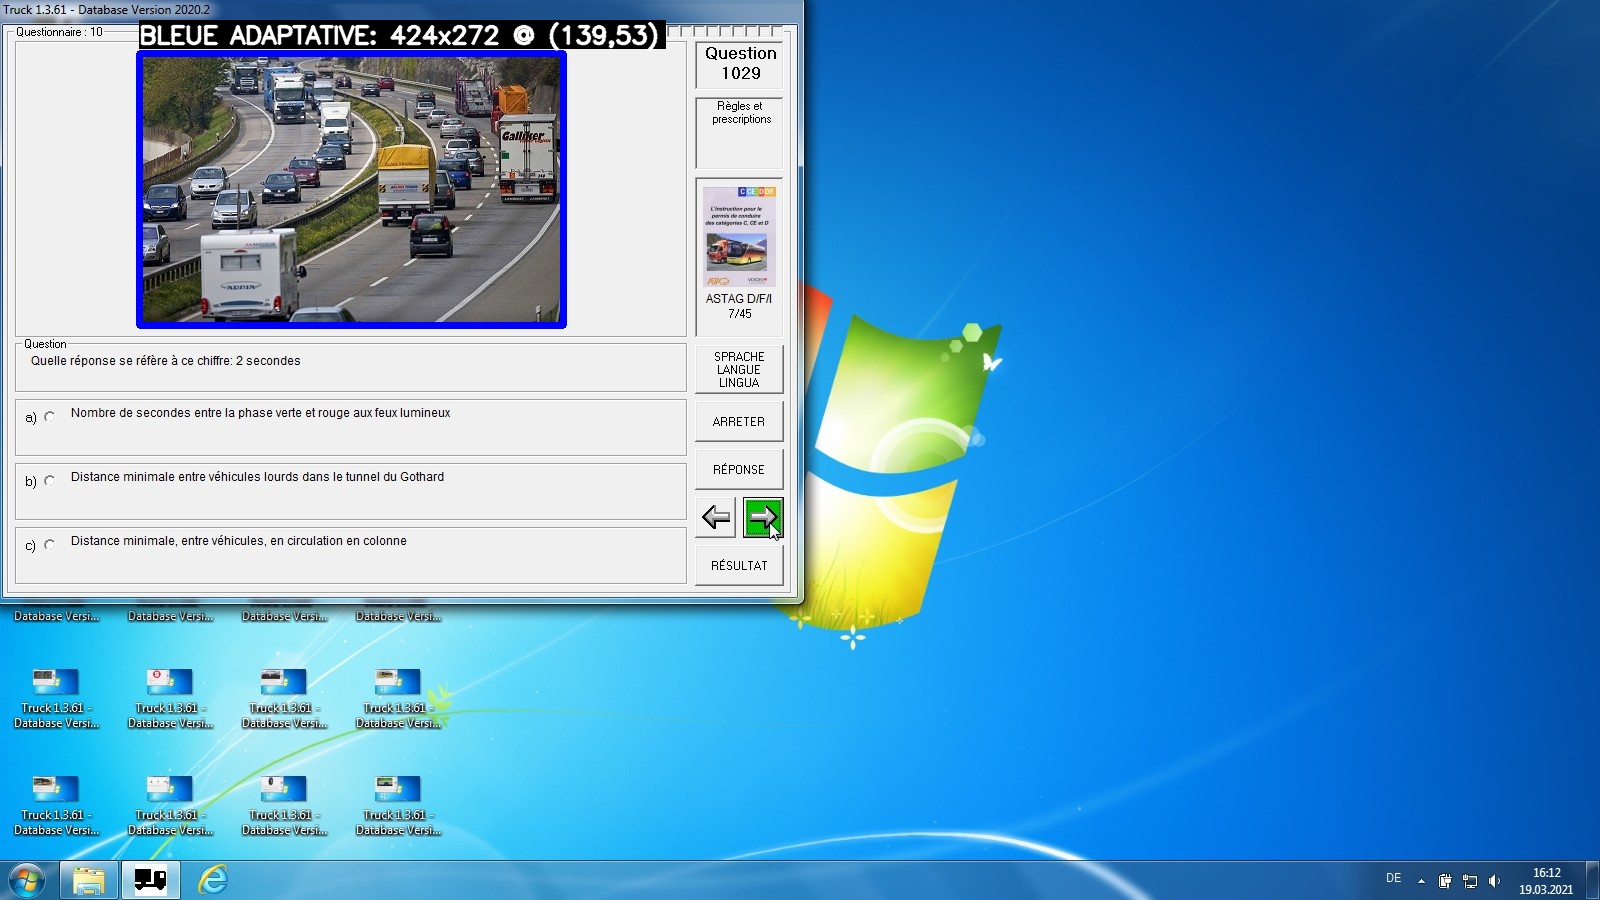 Truck 1.3.61 - Database Version 2020.2
Questionnaire : 10
BLEUE ADAPTATIVE: 424x272 @ (139,53)
Galliker
ADRIA
Question
1029
Règles et
prescriptions
C CE D DE
L'instruction pour le
permis de conduire
des catégories C, CE et D
ASTAG D/F/I
7/45
Question
Quelle réponse se réfère à ce chiffre: 2 secondes
a) Nombre de secondes entre la phase verte et rouge aux feux lumineux
b) Distance minimale entre véhicules lourds dans le tunnel du Gothard
c) Distance minimale, entre véhicules, en circulation en colonne
SPRACHE
LANGUE
LINGUA
ARRETER
RÉPONSE
RÉSULTAT
Database Versi... Database Versi... Database Versi... Database Versi...
Truck 1.3.61 - Truck 1.3.61 - Truck 1.3.61 - Truck 1.3.61 -
Database Versi... Database Versi... Database Versi... Database Versi...
Truck 1.3.61 - Truck 1.3.61 - Truck 1.3.61 - Truck 1.3.61 -
Database Versi... Database Versi... Database Versi... Database Versi...
DE
16:12
19.03.2021